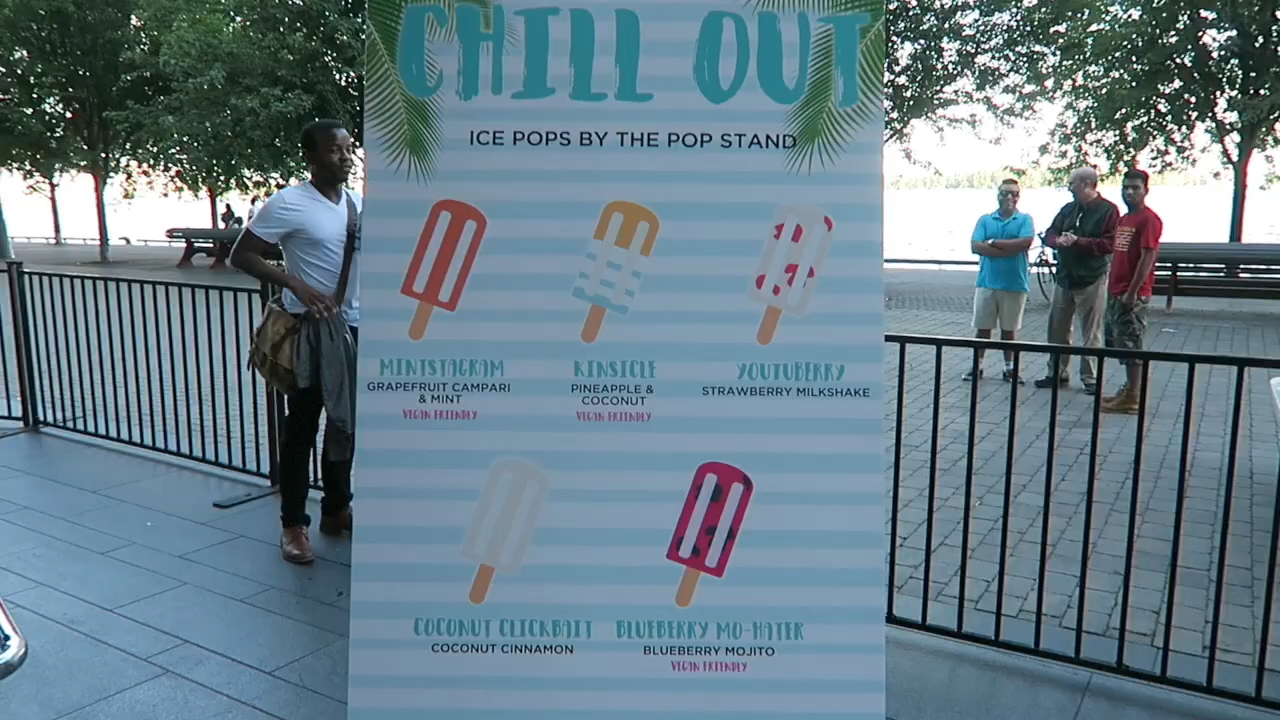 CHILL OUT
ICE POPS BY THE POP STAND
MINTSTAGRAM
GRAPEFRUIT CAMPARI
& MINT
VEGAN FRIENDLY
KINSICLE
PINEAPPLE &
COCONUT
VEGAN FRIENDLY
YOUTUBERRY
STRAWBERRY MILKSHAKE
COCONUT CLICKBAIT
COCONUT CINNAMON
BLUEBERRY MO-HATER
BLUEBERRY MOJITO
VEGAN FRIENDLY